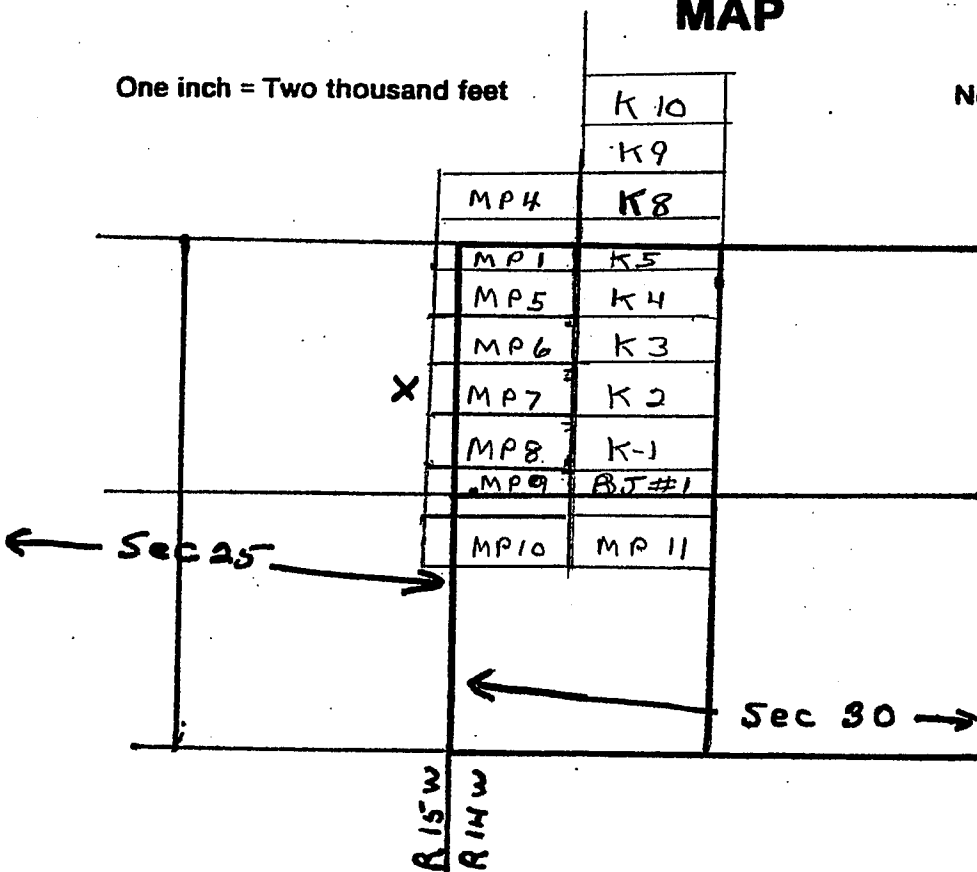 MAP
One inch = Two thousand feet
K 10
K9
MP4 K8
MP1 K5
MP5 K4
MP6 K3
X MP7 K2
MP8 K-1
MP9 BJ#1
MP10 MP 11
Sec 25
Sec 30
R 15 W
R 14 W